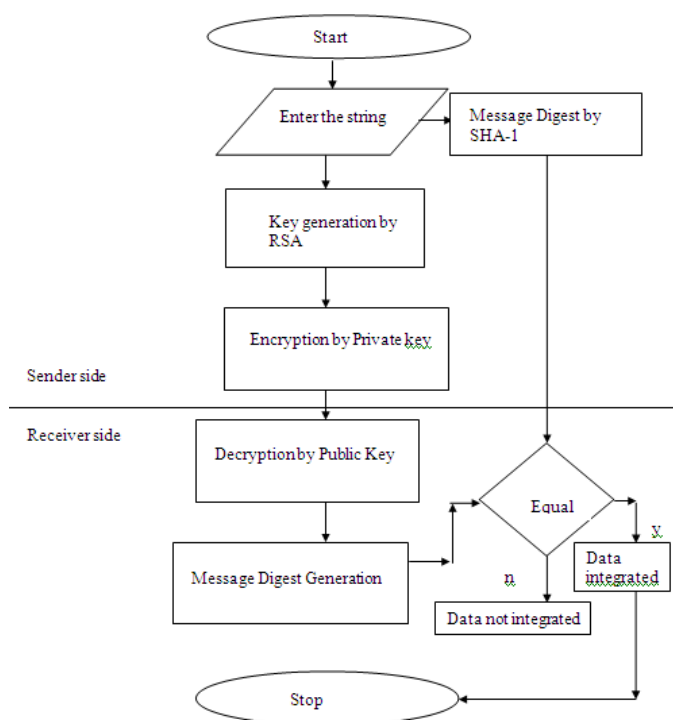 Start
Enter the string
Message Digest by
SHA-1
Key generation by
RSA
Encryption by Private key
Sender side
Receiver side
Decryption by Public Key
Equal
y
Data
integrated
n
Message Digest Generation
Data not integrated
Stop